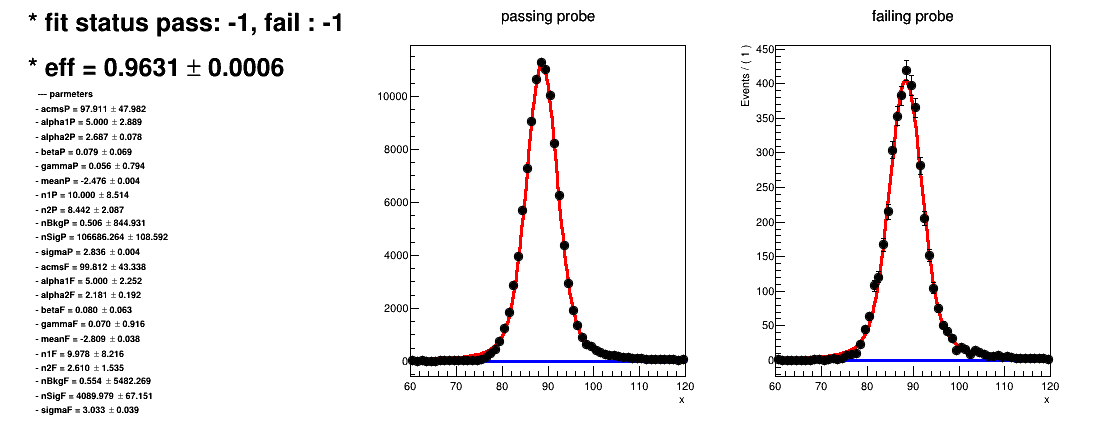 * fit status pass: -1, fail : -1
* eff = 0.9631 ± 0.0006
--- parmeters
- acmsP = 97.911 ± 47.982
- alpha1P = 5.000 ± 2.889
- alpha2P = 2.687 ± 0.078
- betaP = 0.079 ± 0.069
- gammaP = 0.056 ± 0.794
- meanP = -2.476 ± 0.004
- n1P = 10.000 ± 8.514
- n2P = 8.442 ± 2.087
- nBkgP = 0.506 ± 844.931
- nSigP = 106686.264 ± 108.592
- sigmaP = 2.836 ± 0.004
- acmsF = 99.812 ± 43.338
- alpha1F = 5.000 ± 2.252
- alpha2F = 2.181 ± 0.192
- betaF = 0.080 ± 0.063
- gammaF = 0.070 ± 0.916
- meanF = -2.809 ± 0.038
- n1F = 9.978 ± 8.216
- n2F = 2.610 ± 1.535
- nBkgF = 0.554 ± 5482.269
- nSigF = 4089.979 ± 67.151
- sigmaF = 3.033 ± 0.039
passing probe
10000
8000
6000
4000
2000
0
60 70 80 90 100 110 120
x
failing probe
Events / ( 1 )
450
400
350
300
250
200
150
100
50
0
60 70 80 90 100 110 120
x